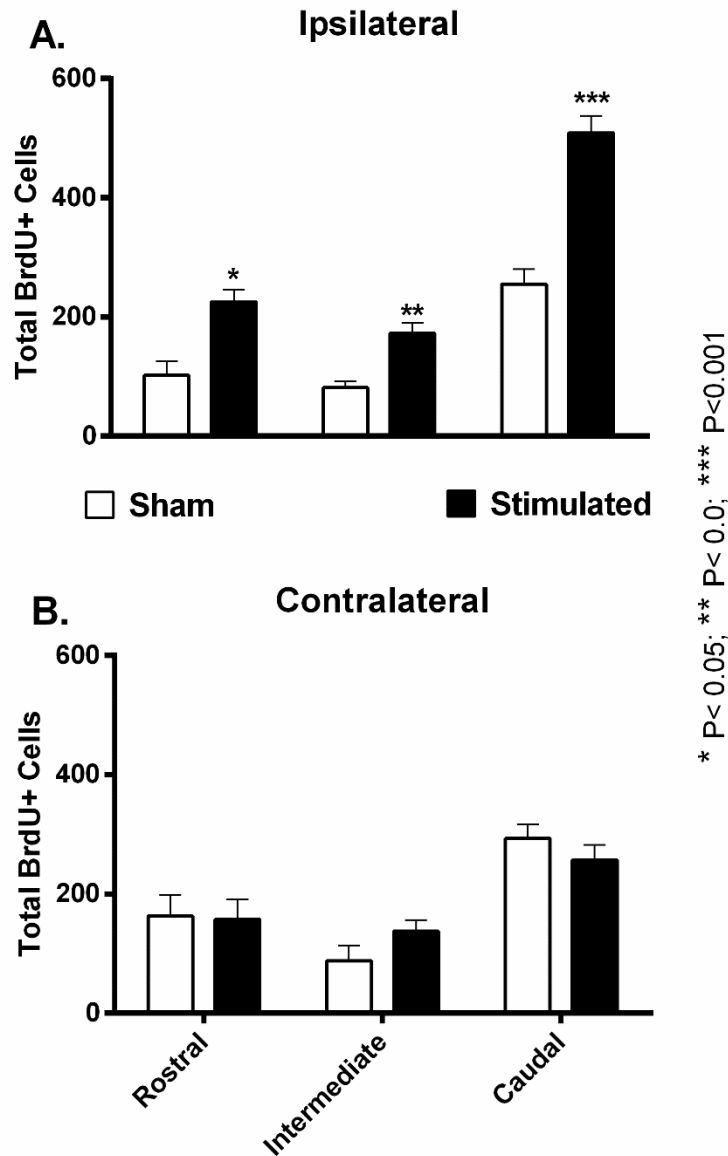 A.
Ipsilateral
Total BrdU+ Cells
600
400
200
0
*
**
***
Sham
Stimulated
* P< 0.05; ** P< 0.0; *** P<0.001
B.
Contralateral
Total BrdU+ Cells
600
400
200
0
Rostral
Intermediate
Caudal